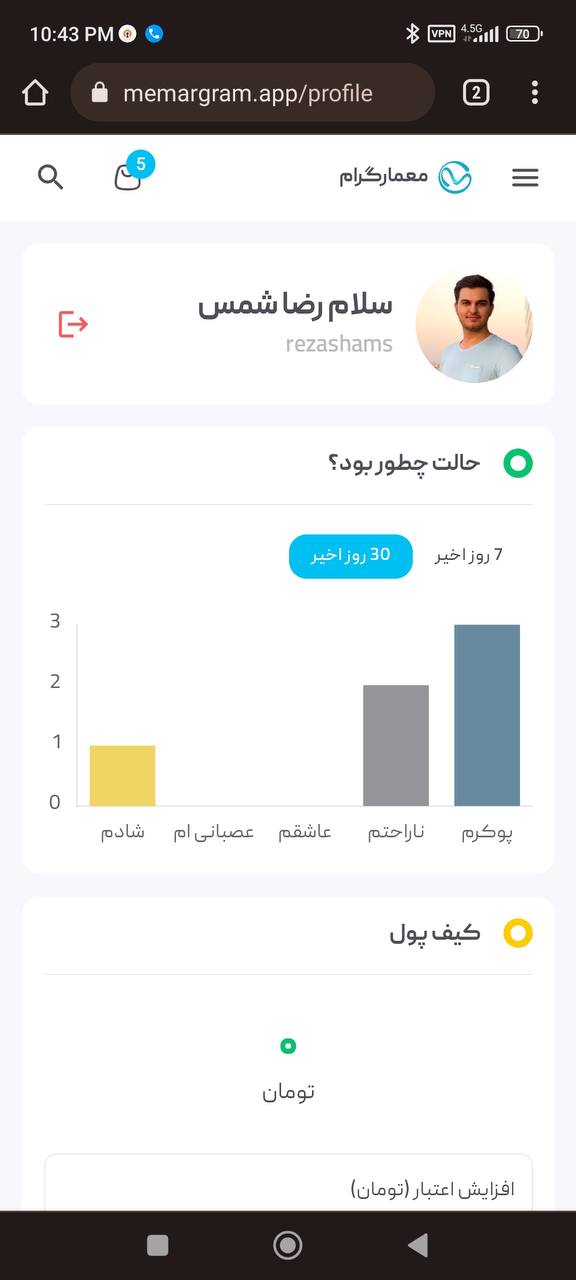 10:43 PM
VPN
4.5G
70
memargram.app/profile
2
5
معمارگرام
سلام رضا شمس
rezashams
حالت چطور بود؟
7 روز اخیر
30 روز اخیر
3
2
1
0
شادم
عصبانی ام
عاشقم
ناراحتم
پوکرم
کیف پول
۰
تومان
افزایش اعتبار (تومان)